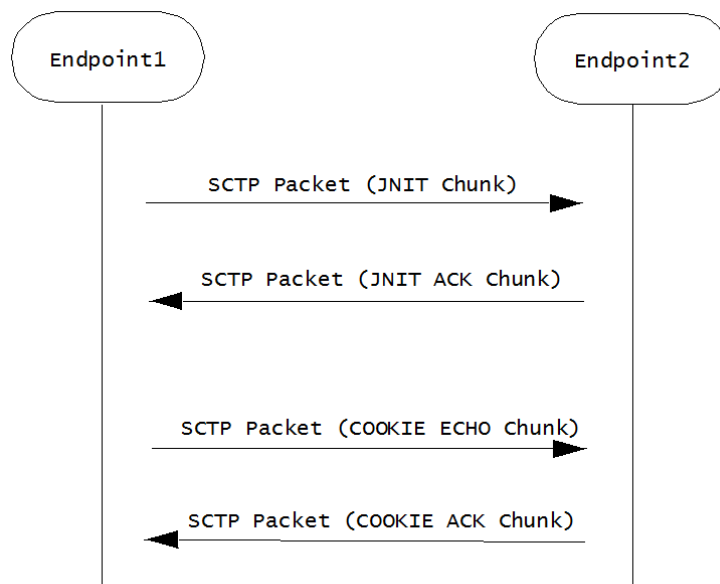 Endpoint1
Endpoint2
SCTP Packet (JNIT Chunk)
SCTP Packet (JNIT ACK Chunk)
SCTP Packet (COOKIE ECHO Chunk)
SCTP Packet (COOKIE ACK Chunk)